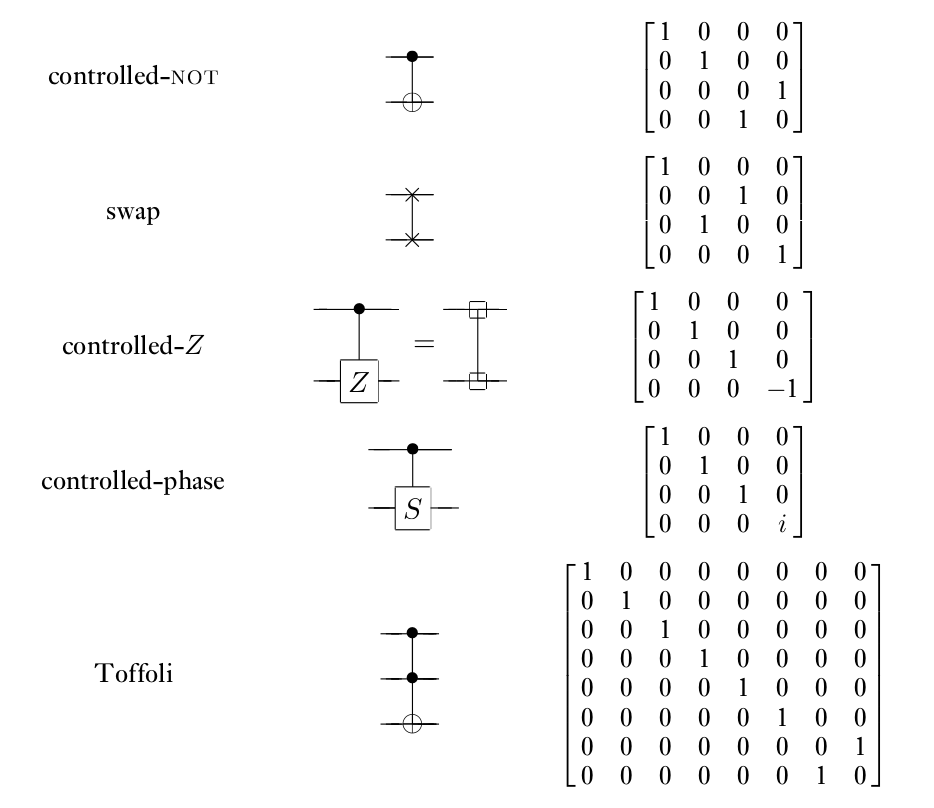 controlled-NOT
1 0 0 0
0 1 0 0
0 0 0 1
0 0 1 0
swap
1 0 0 0
0 0 1 0
0 1 0 0
0 0 0 1
controlled-Z
Z
=
1 0 0 0
0 1 0 0
0 0 1 0
0 0 0 −1
controlled-phase
S
1 0 0 0
0 1 0 0
0 0 1 0
0 0 0 i
Toffoli
1 0 0 0 0 0 0 0
0 1 0 0 0 0 0 0
0 0 1 0 0 0 0 0
0 0 0 1 0 0 0 0
0 0 0 0 1 0 0 0
0 0 0 0 0 1 0 0
0 0 0 0 0 0 0 1
0 0 0 0 0 0 1 0